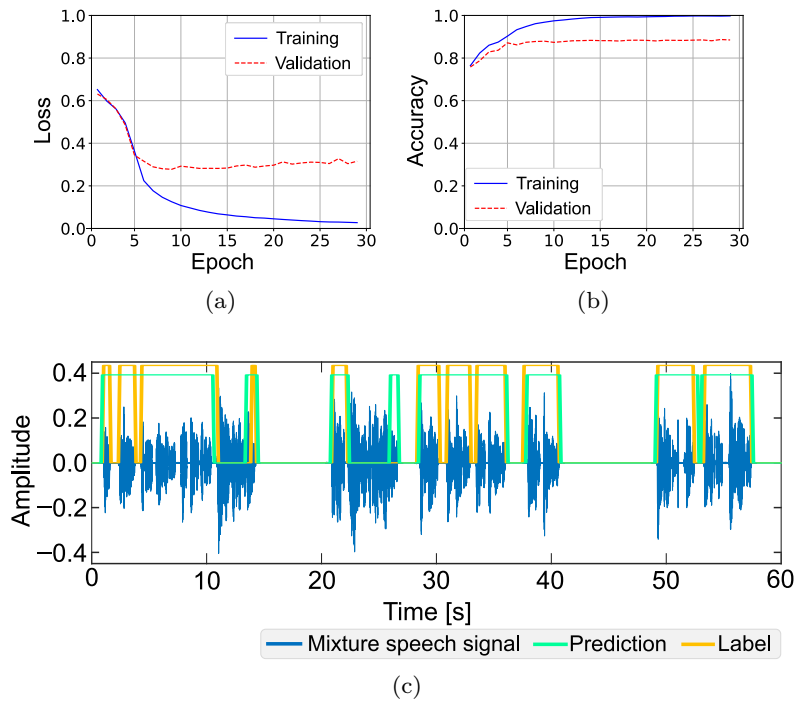 1.0
0.8
0.6
0.4
0.2
0.0
Loss
Training
Validation
0 5 10 15 20 25 30
Epoch
(a)
1.0
0.8
0.6
0.4
0.2
0.0
Accuracy
Training
Validation
0 5 10 15 20 25 30
Epoch
(b)
0.4
0.2
0.0
−0.2
−0.4
Amplitude
0 10 20 30 40 50 60
Time [s]
Mixture speech signal Prediction Label
(c)